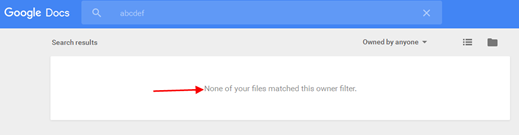 Google Docs abcdef
Search results Owned by anyone
None of your files matched this owner filter.